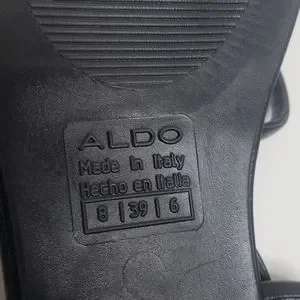 ALDO
Made in Italy
Hecho en Italia
8 | 39 | 6